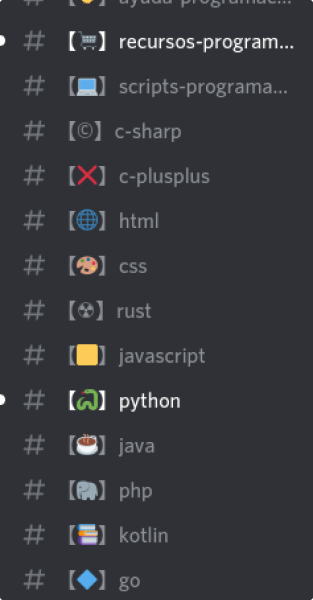 # 【🛒】recursos-program...
# 【💻】scripts-programa...
# 【©】c-sharp
# 【❌】c-plusplus
# 【🌐】html
# 【🎨】css
# 【☢】rust
# 【🟨】javascript
# 【🐍】python
# 【☕】java
# 【🐘】php
# 【📚】kotlin
# 【🔷】go